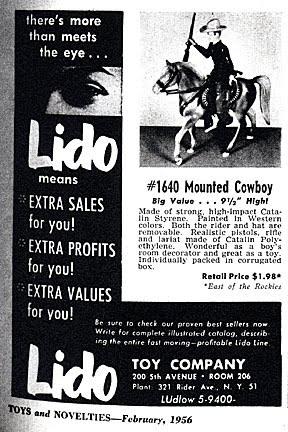 there's more
than meets
the eye...
Lido
means
* EXTRA SALES
for you!
* EXTRA PROFITS
for you!
* EXTRA VALUES
for you!
#1640 Mounted Cowboy
Big Value . . . 9½" High!
Made of strong, high-impact Cata-
lin Styrene. Painted in Western
colors. Both the rider and hat are
removable. Realistic pistols, rifle
and lariat made of Catalin Poly-
ethylene. Wonderful as a boy's
room decorator and great as a toy.
Individually packed in corrugated
box.
Retail Price $1.98*
*East of the Rockies
Be sure to check our proven best sellers now.
Write for complete illustrated catalog, describ-
ing the entire fast moving—profitable Lido Line.
Lido
TOY COMPANY
200 5th AVENUE • ROOM 206
Plant: 321 Rider Ave., N. Y. 51
LUdlow 5-9400-
TOYS and NOVELTIES—February, 1956